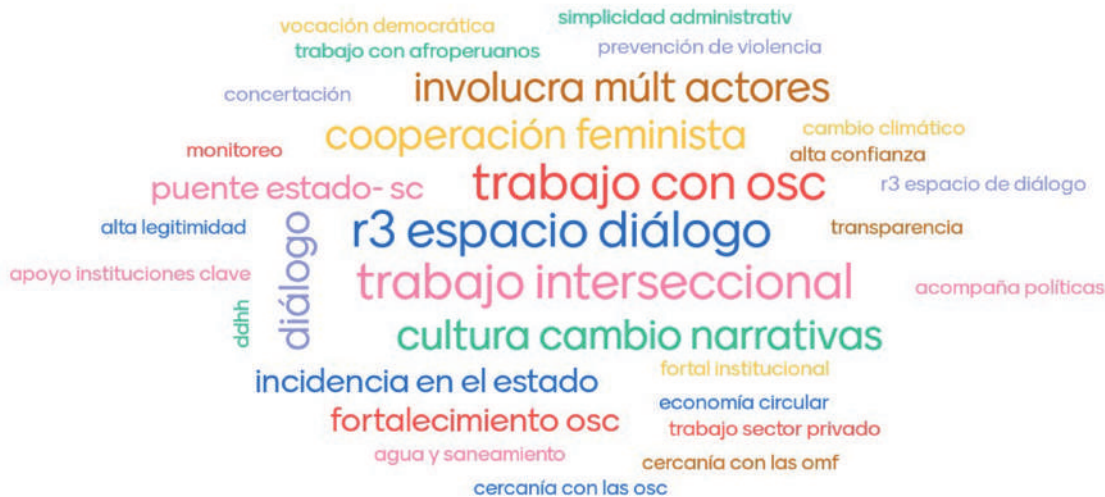 simplicidad administrativ
vocación democrática
trabajo con afroperuanos
prevención de violencia
concertación
involucra múlt actores
cooperación feminista
cambio climático
monitoreo
alta confianza
puente estado- sc
trabajo con osc
r3 espacio de diálogo
alta legitimidad
diálogo
r3 espacio diálogo
transparencia
apoyo instituciones clave
trabajo interseccional
acompaña políticas
ddhh
cultura cambio narrativas
incidencia en el estado
fortal institucional
economía circular
fortalecimiento osc
trabajo sector privado
agua y saneamiento
cercanía con las omf
cercanía con las osc